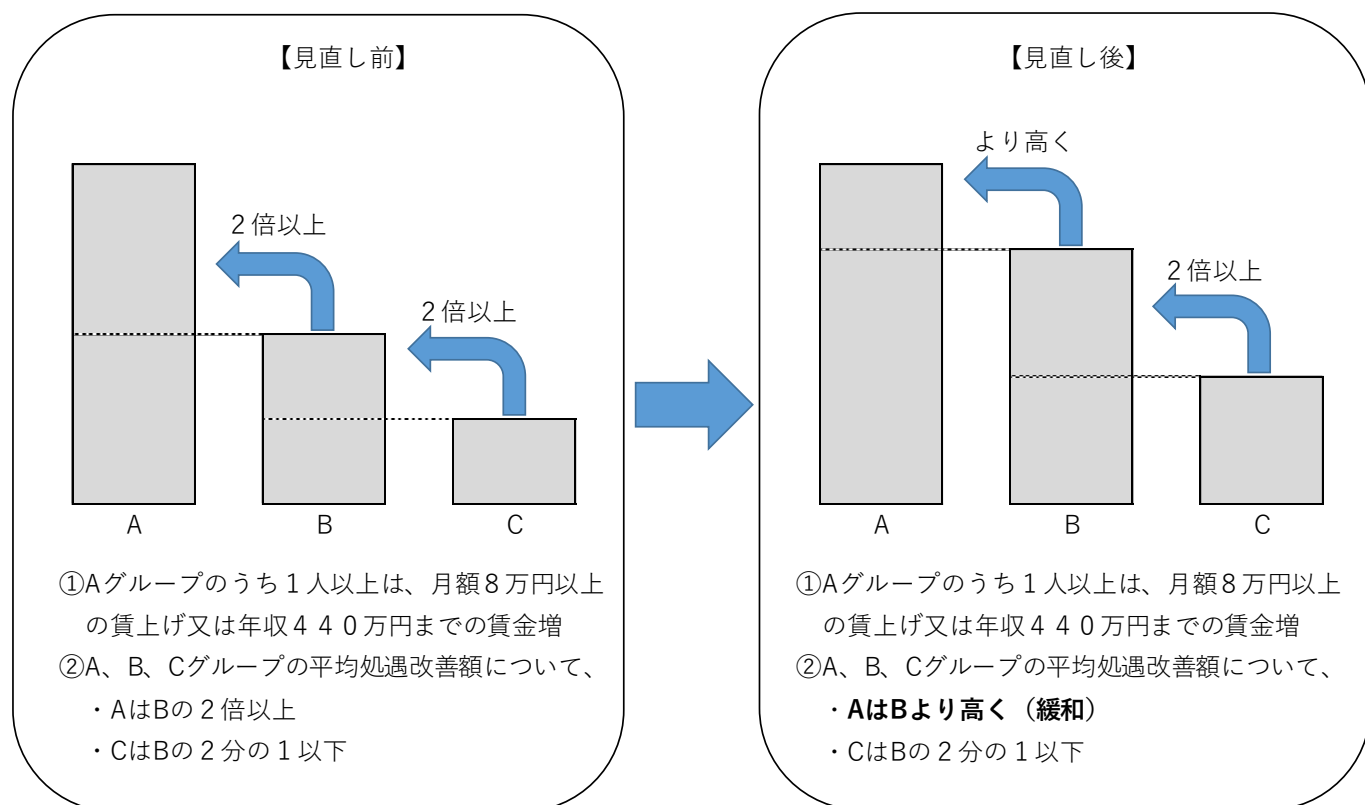 【見直し前】
2倍以上
2倍以上
A
B
C
①Aグループのうち1人以上は、月額8万円以上
の賃上げ又は年収440万円までの賃金増
②A、B、Cグループの平均処遇改善額について、
・AはBの2倍以上
・CはBの2分の1以下
【見直し後】
より高く
2倍以上
A
B
C
①Aグループのうち1人以上は、月額8万円以上
の賃上げ又は年収440万円までの賃金増
②A、B、Cグループの平均処遇改善額について、
・AはBより高く（緩和）
・CはBの2分の1以下